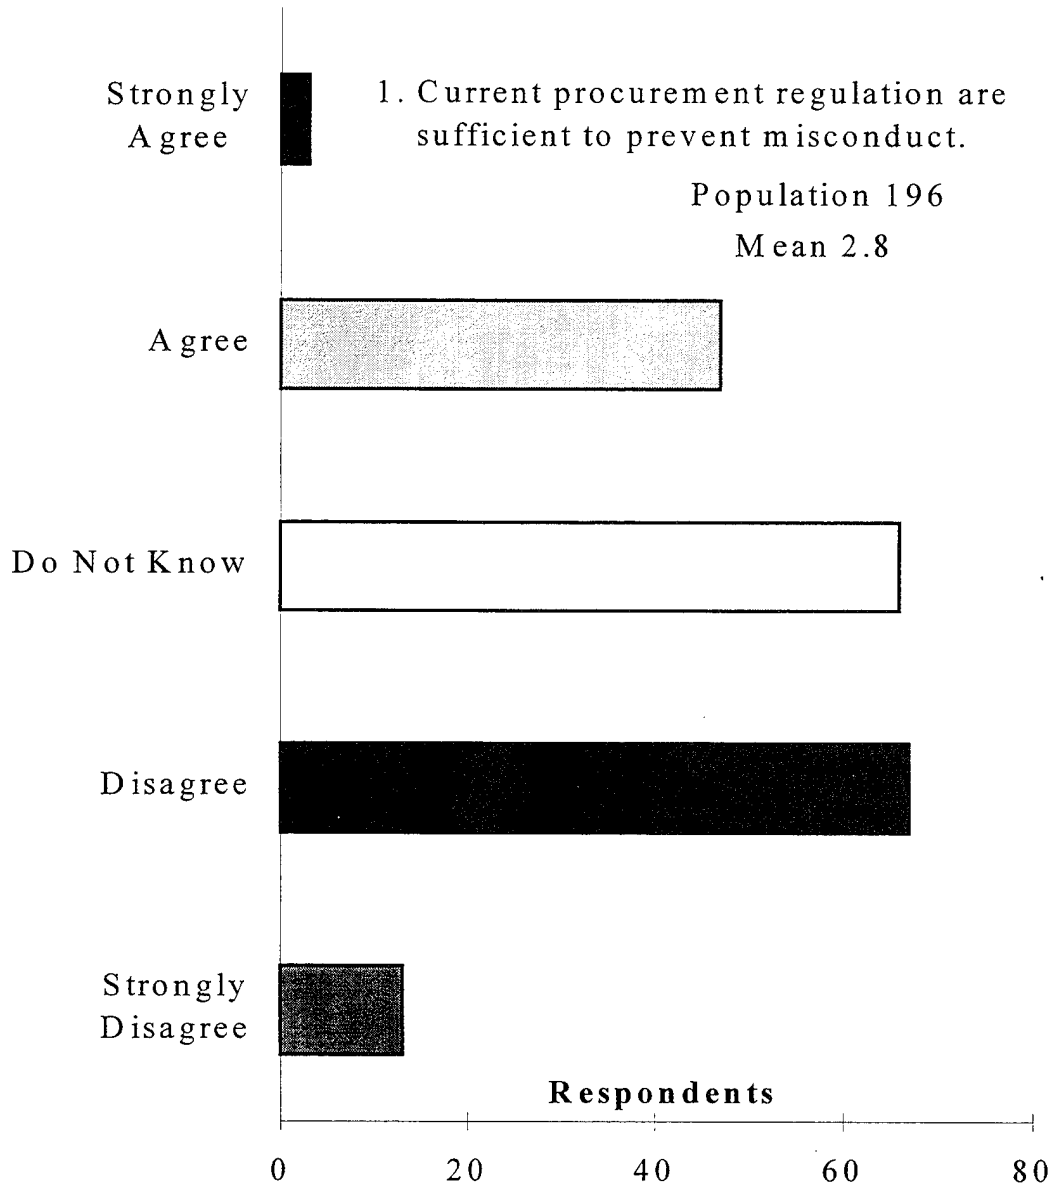 Strongly
Agree
1. Current procurement regulation are
sufficient to prevent misconduct.
Population 196
Mean 2.8
Agree
Do Not Know
Disagree
Strongly
Disagree
Respondents
0 20 40 60 80